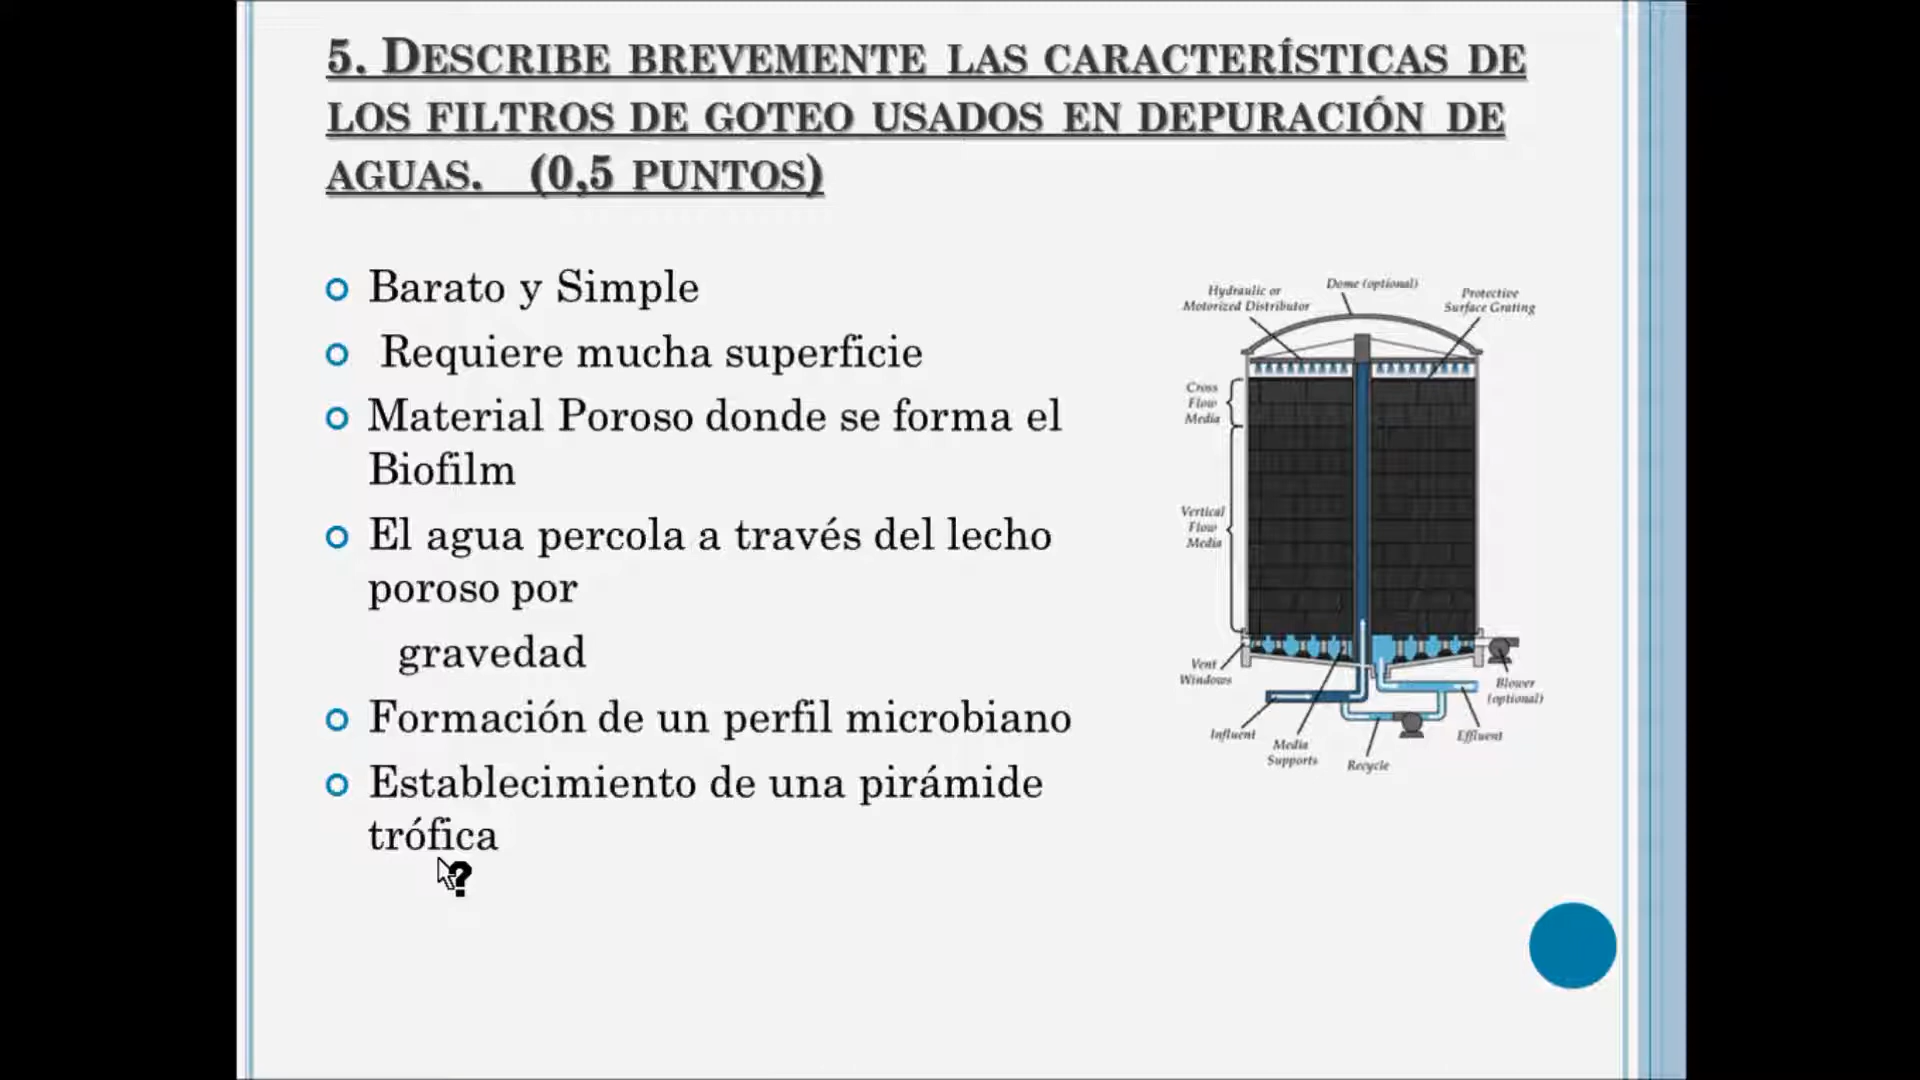 5. DESCRIBE BREVEMENTE LAS CARACTERÍSTICAS DE
LOS FILTROS DE GOTEO USADOS EN DEPURACIÓN DE
AGUAS. (0,5 PUNTOS)
Barato y Simple
Requiere mucha superficie
Material Poroso donde se forma el
Biofilm
El agua percola a través del lecho
poroso por
gravedad
Formación de un perfil microbiano
Establecimiento de una pirámide
trófica
Dome (optional)
Hydraulic or
Motorized Distributor
Protective
Surface Grating
Cross
Flow
Media
Vertical
Flow
Media
Vent
Windows
Blower
(optional)
Influent
Media
Supports
Recycle
Effluent